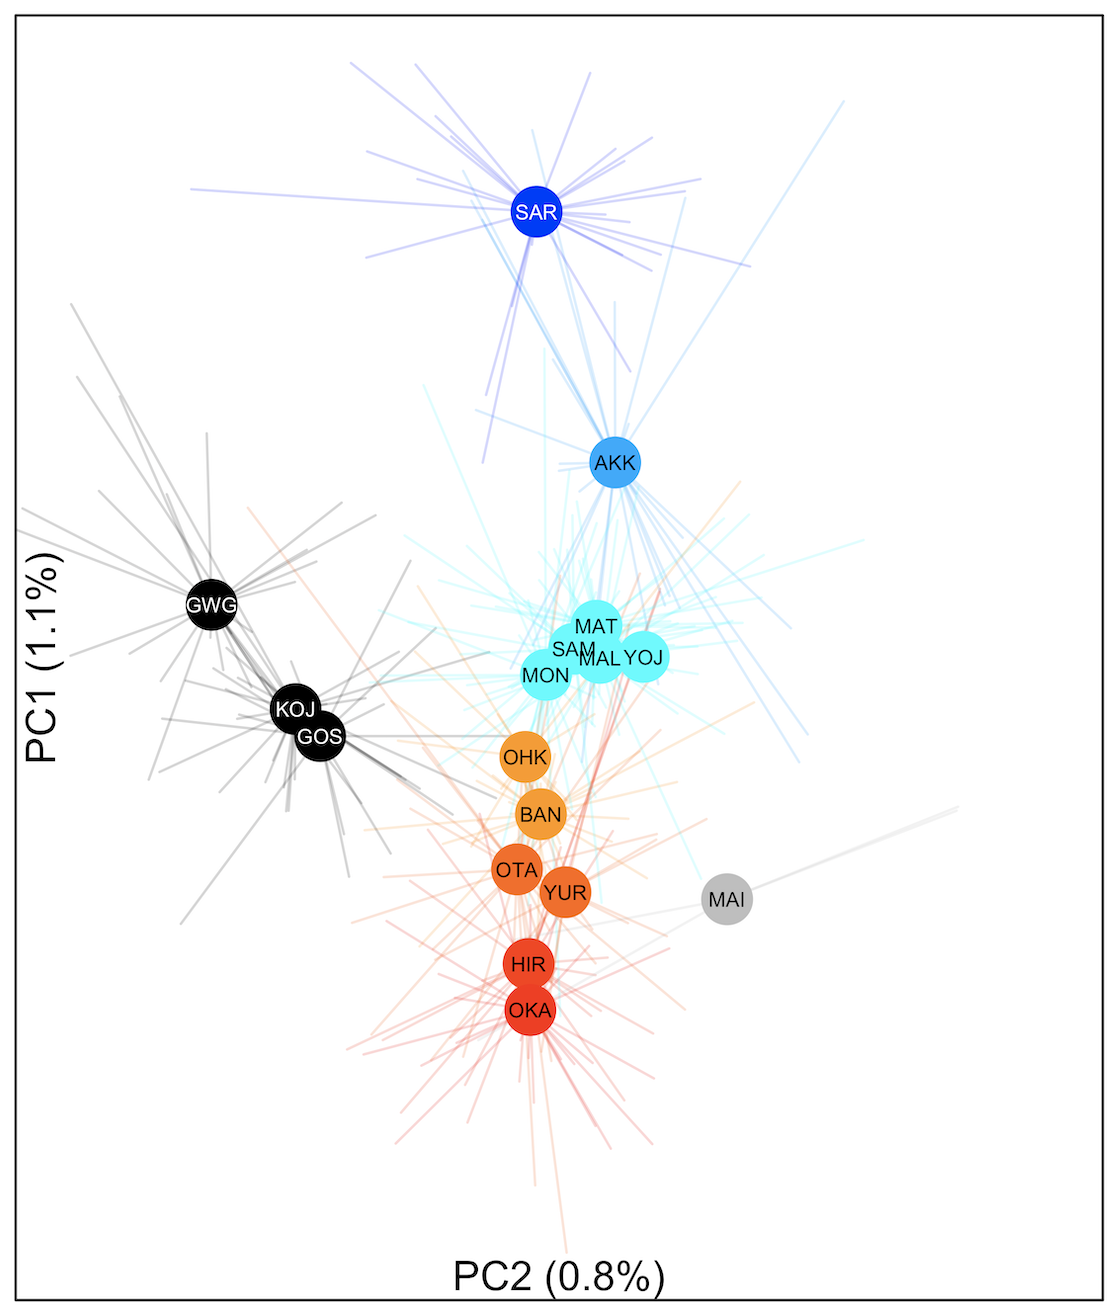 SAR
AKK
GWG
MAT
SAM
MAL
YOJ
MON
KOJ
GOS
OHK
BAN
OTA
YUR
MAI
HIR
OKA
PC1 (1.1%)
PC2 (0.8%)